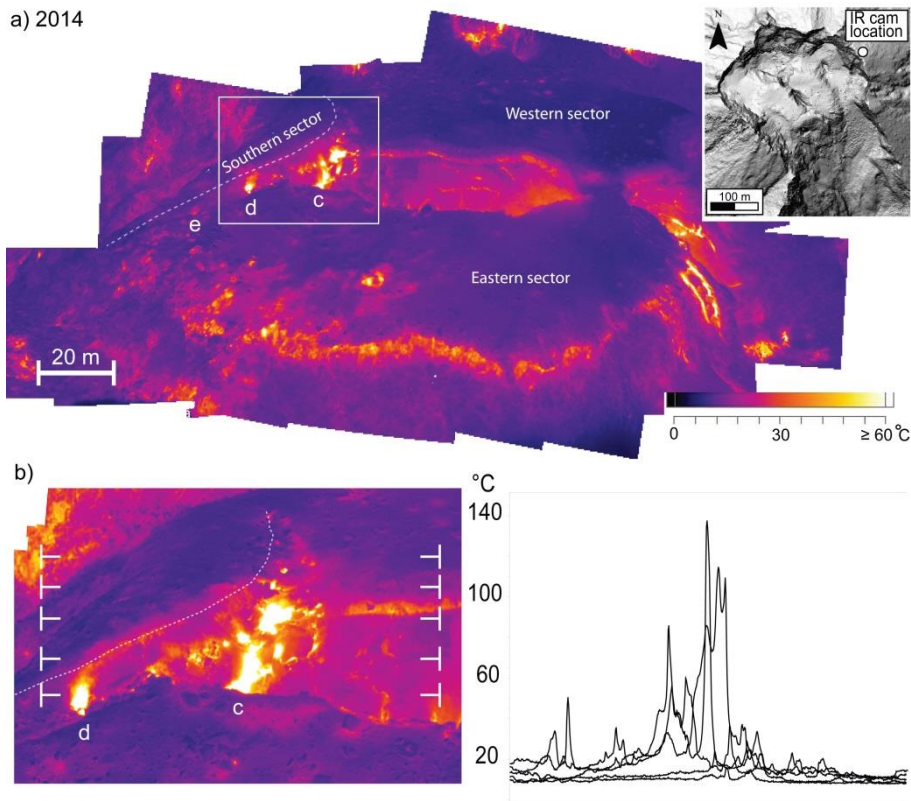 a) 2014
N
IR cam
location
100 m
Western sector
Southern sector
d
c
e
Eastern sector
20 m
0
30
≥ 60
°C
b)
d
c
°C
140
100
60
20